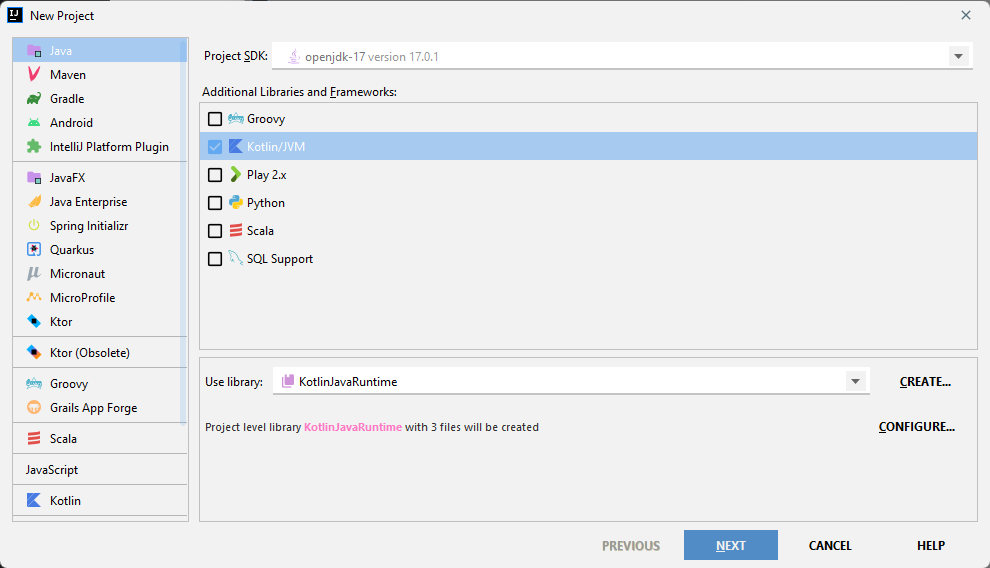 IJ
New Project
Java
Maven
Gradle
Android
IntelliJ Platform Plugin
JavaFX
Java Enterprise
Spring Initializr
Quarkus
Micronaut
MicroProfile
Ktor
Ktor (Obsolete)
Groovy
Grails App Forge
Scala
JavaScript
Kotlin
Project SDK: openjdk-17 version 17.0.1
Additional Libraries and Frameworks:
Groovy
Kotlin/JVM
Play 2.x
Python
Scala
SQL Support
Use library: KotlinJavaRuntime CREATE...
Project level library KotlinJavaRuntime with 3 files will be created CONFIGURE...
PREVIOUS NEXT CANCEL HELP